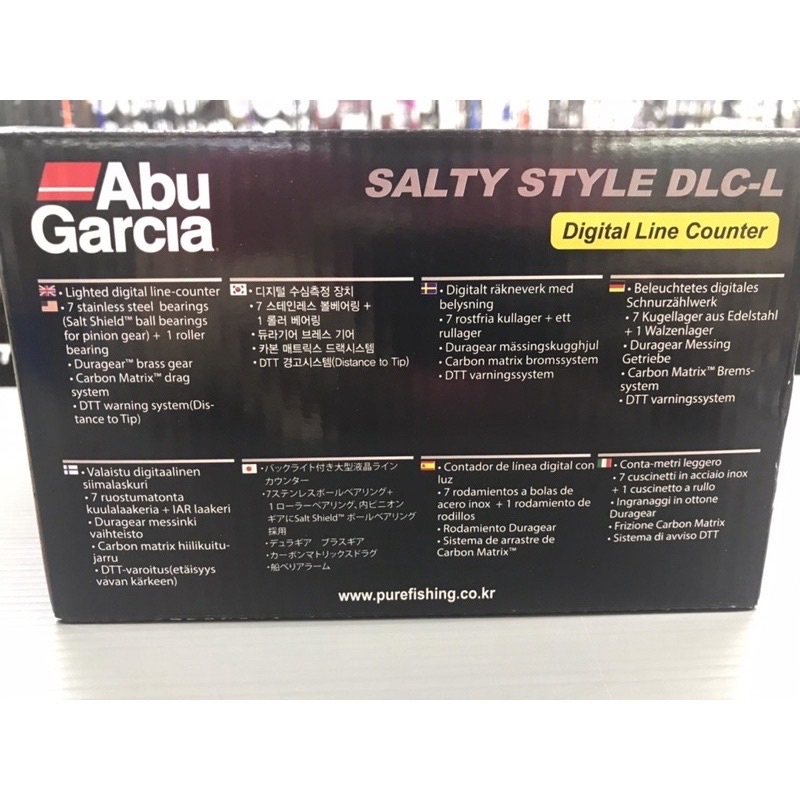 Abu
Garcia
SALTY STYLE DLC-L
Digital Line Counter
• Lighted digital line-counter
• 7 stainless steel bearings
(Salt Shield™ ball bearings
for pinion gear) + 1 roller
bearing
• Duragear™ brass gear
• Carbon Matrix™ drag
system
• DTT warning system(Dis-
tance to Tip)
• 디지털 수심측정 장치
• 7 스테인레스 볼베어링 +
1 롤러 베어링
• 듀라기어 브레스 기어
• 카본 매트릭스 드랙시스템
• DTT 경고시스템(Distance to Tip)
• Digitalt räkneverk med
belysning
• 7 rostfria kullager + ett
rullager
• Duragear mässingskugghjul
• Carbon matrix bromssystem
• DTT varningssystem
• Beleuchtetes digitales
Schnurzählwerk
• 7 Kugellager aus Edelstahl
+ 1 Walzenlager
• Duragear Messing
Getriebe
• Carbon Matrix™ Brems-
system
• DTT varningssystem
• Valaistu digitaalinen
siimalaskuri
• 7 ruostumatonta
kuulalaakeria + IAR laakeri
• Duragear messinki
vaihteisto
• Carbon matrix hiilikuitu-
jarru
• DTT-varoitus(etäisyys
vavan kärkeen)
• バックライト付き大型液晶ライン
カウンター
• 7ステンレスボールベアリング+
1 ローラーベアリング, 内ピニオン
ギアにSalt Shield™ ボールベアリング
採用
• デュラギア ブラスギア
• カーボンマトリックスドラグ
• 船べりアラーム
• Contador de línea digital con
luz
• 7 rodamientos a bolas de
acero inox + 1 rodamiento de
rodillos
• Rodamiento Duragear
• Sistema de arrastre de
Carbon Matrix™
• Conta-metri leggero
• 7 cuscinetti in acciaio inox
+ 1 cuscinetto a rullo
• Ingranaggi in ottone
Duragear
• Frizione Carbon Matrix
• Sistema di avviso DTT
www.purefishing.co.kr